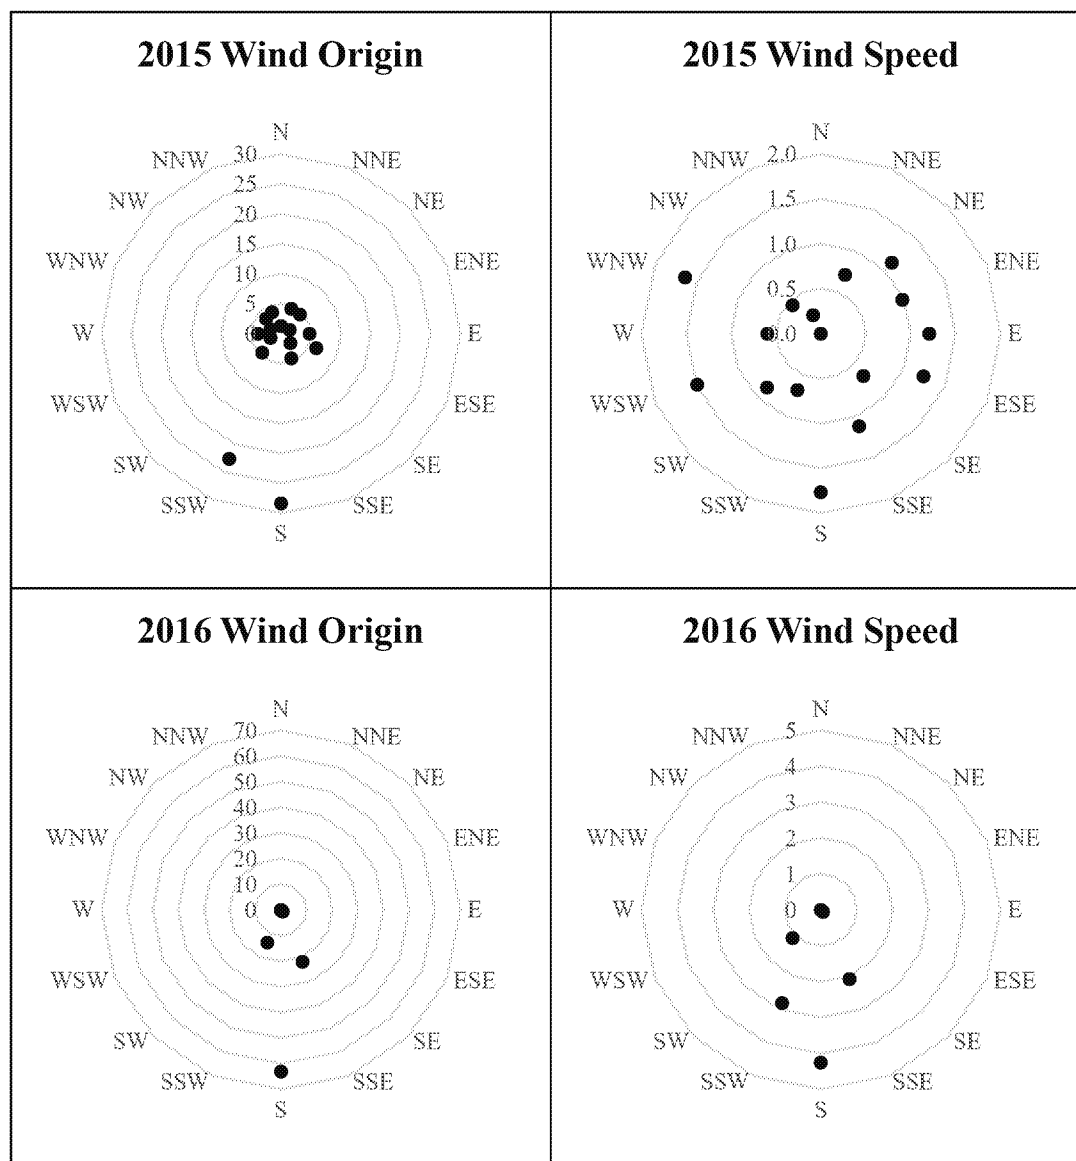 2015 Wind Origin
N
NNW
30
NNE
NW
25
NE
20
WNW
15
ENE
10
5
W
0
E
WSW
ESE
SW
SE
SSW
SSE
S
2015 Wind Speed
N
NNW
2.0
NNE
NW
1.5
NE
WNW
1.0
ENE
0.5
W
0.0
E
WSW
ESE
SW
SE
SSW
SSE
S
2016 Wind Origin
N
NNW
70
NNE
60
NW
50
NE
40
WNW
30
ENE
20
10
W
0
E
WSW
ESE
SW
SE
SSW
SSE
S
2016 Wind Speed
N
NNW
5
NNE
4
NW
NE
3
WNW
2
ENE
1
W
0
E
WSW
ESE
SW
SE
SSW
SSE
S